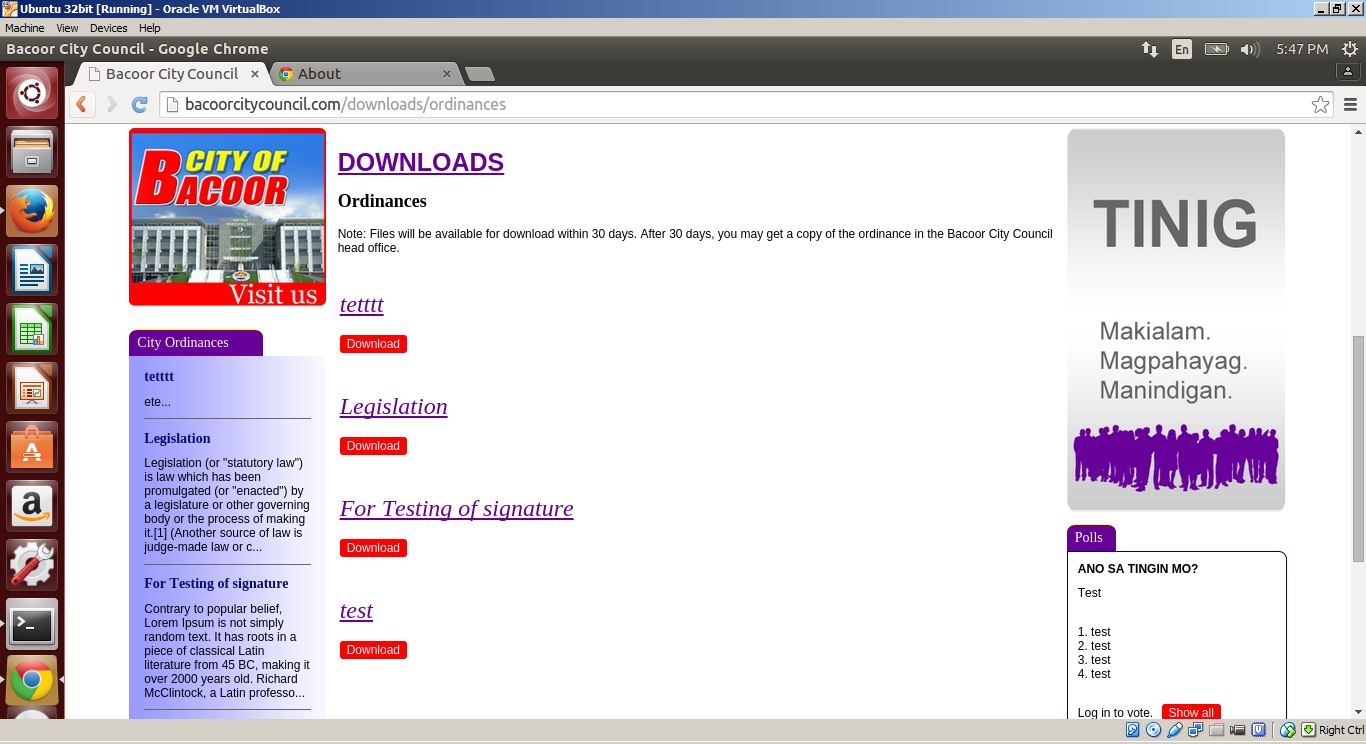 Ubuntu 32bit [Running] - Oracle VM VirtualBox
Machine View Devices Help
Bacoor City Council - Google Chrome
En
5:47 PM
Bacoor City Council
About
bacoorcitycouncil.com/downloads/ordinances
CITY OF
BACOOR
Visit us
City Ordinances
tetttt
ete...
Legislation
Legislation (or "statutory law")
is law which has been
promulgated (or "enacted") by
a legislature or other governing
body or the process of making
it.[1] (Another source of law is
judge-made law or c...
For Testing of signature
Contrary to popular belief,
Lorem Ipsum is not simply
random text. It has roots in a
piece of classical Latin
literature from 45 BC, making it
over 2000 years old. Richard
McClintock, a Latin professo...
DOWNLOADS
Ordinances
Note: Files will be available for download within 30 days. After 30 days, you may get a copy of the ordinance in the Bacoor City Council
head office.
tetttt
Download
Legislation
Download
For Testing of signature
Download
test
Download
TINIG
Makialam.
Magpahayag.
Manindigan.
Polls
ANO SA TINGIN MO?
Test
1. test
2. test
3. test
4. test
Log in to vote. Show all
Right Ctrl